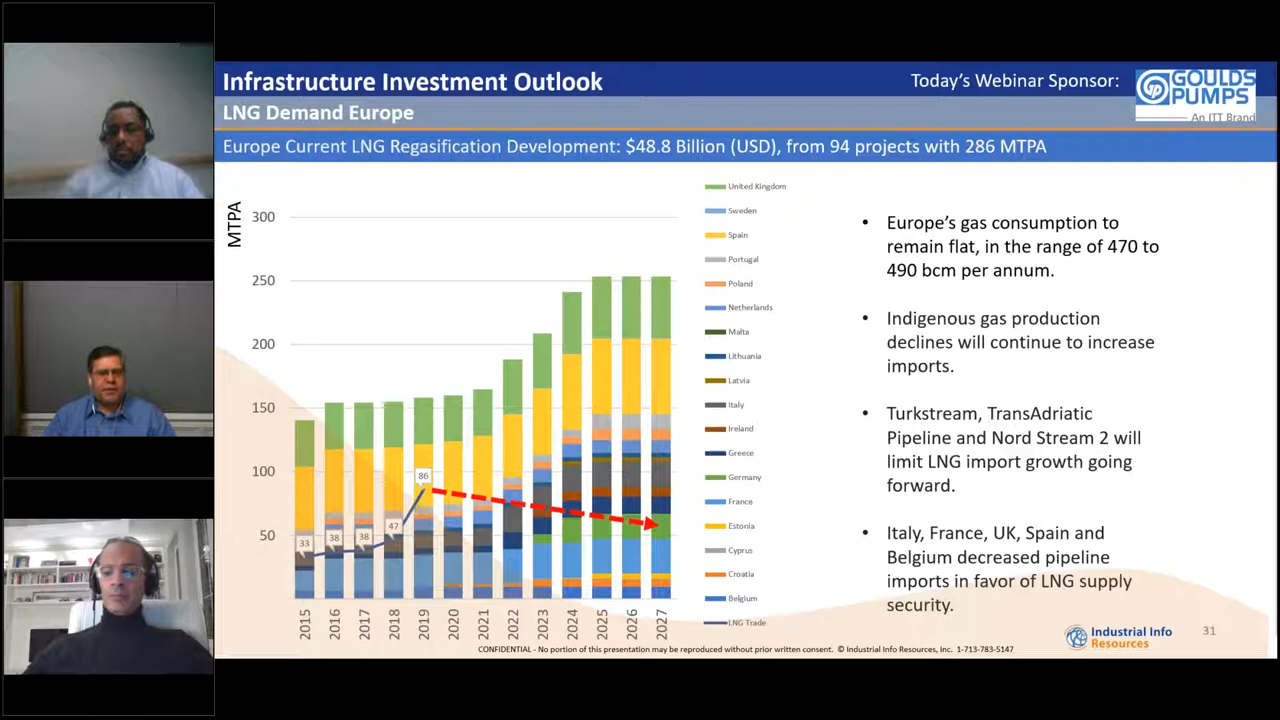 Infrastructure Investment Outlook
Today's Webinar Sponsor:
GOULDS
PUMPS
An ITT Brand
LNG Demand Europe
Europe Current LNG Regasification Development: $48.8 Billion (USD), from 94 projects with 286 MTPA
MTPA
300
250
200
150
100
50
33
38
38
47
86
2015
2016
2017
2018
2019
2020
2021
2022
2023
2024
2025
2026
2027
United Kingdom
Sweden
Spain
Portugal
Poland
Netherlands
Malta
Lithuania
Latvia
Italy
Ireland
Greece
Germany
France
Estonia
Cyprus
Croatia
Belgium
LNG Trade
• Europe's gas consumption to
remain flat, in the range of 470 to
490 bcm per annum.
• Indigenous gas production
declines will continue to increase
imports.
• Turkstream, TransAdriatic
Pipeline and Nord Stream 2 will
limit LNG import growth going
forward.
• Italy, France, UK, Spain and
Belgium decreased pipeline
imports in favor of LNG supply
security.
Industrial Info
Resources
31
CONFIDENTIAL - No portion of this presentation may be reproduced without prior written consent. © Industrial Info Resources, Inc. 1-713-783-5147